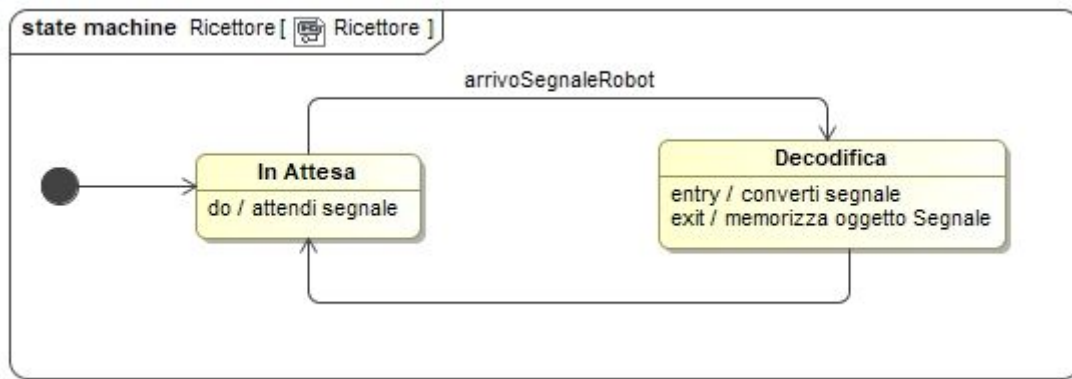 state machine Ricettore [ Ricettore ]
arrivoSegnaleRobot
In Attesa
do / attendi segnale
Decodifica
entry / converti segnale
exit / memorizza oggetto Segnale